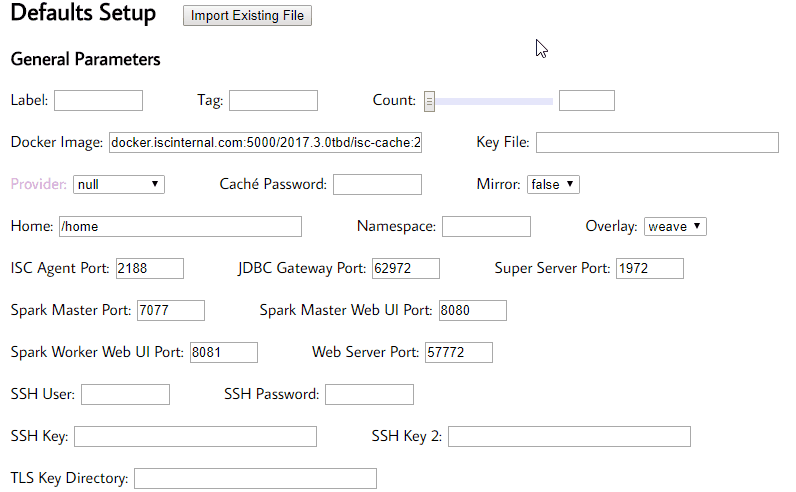 Defaults Setup Import Existing File
General Parameters
Label: Tag: Count:
Docker Image: docker.iscinternal.com:5000/2017.3.0tbd/isc-cache:2 Key File:
Provider: null Caché Password: Mirror: false
Home: /home Namespace: Overlay: weave
ISC Agent Port: 2188 JDBC Gateway Port: 62972 Super Server Port: 1972
Spark Master Port: 7077 Spark Master Web UI Port: 8080
Spark Worker Web UI Port: 8081 Web Server Port: 57772
SSH User: SSH Password:
SSH Key: SSH Key 2:
TLS Key Directory: